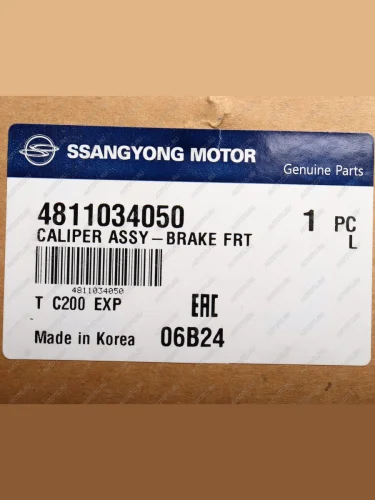 SSANGYONG MOTOR
Genuine Parts
4811034050 1 PC
CALIPER ASSY-BRAKE FRT L
4811034050
T C200 EXP EAC
Made in Korea 06B24